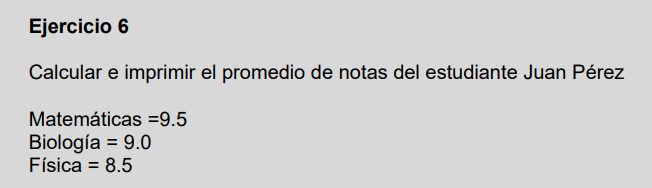 Ejercicio 6
Calcular e imprimir el promedio de notas del estudiante Juan Pérez
Matemáticas =9.5
Biología = 9.0
Física = 8.5